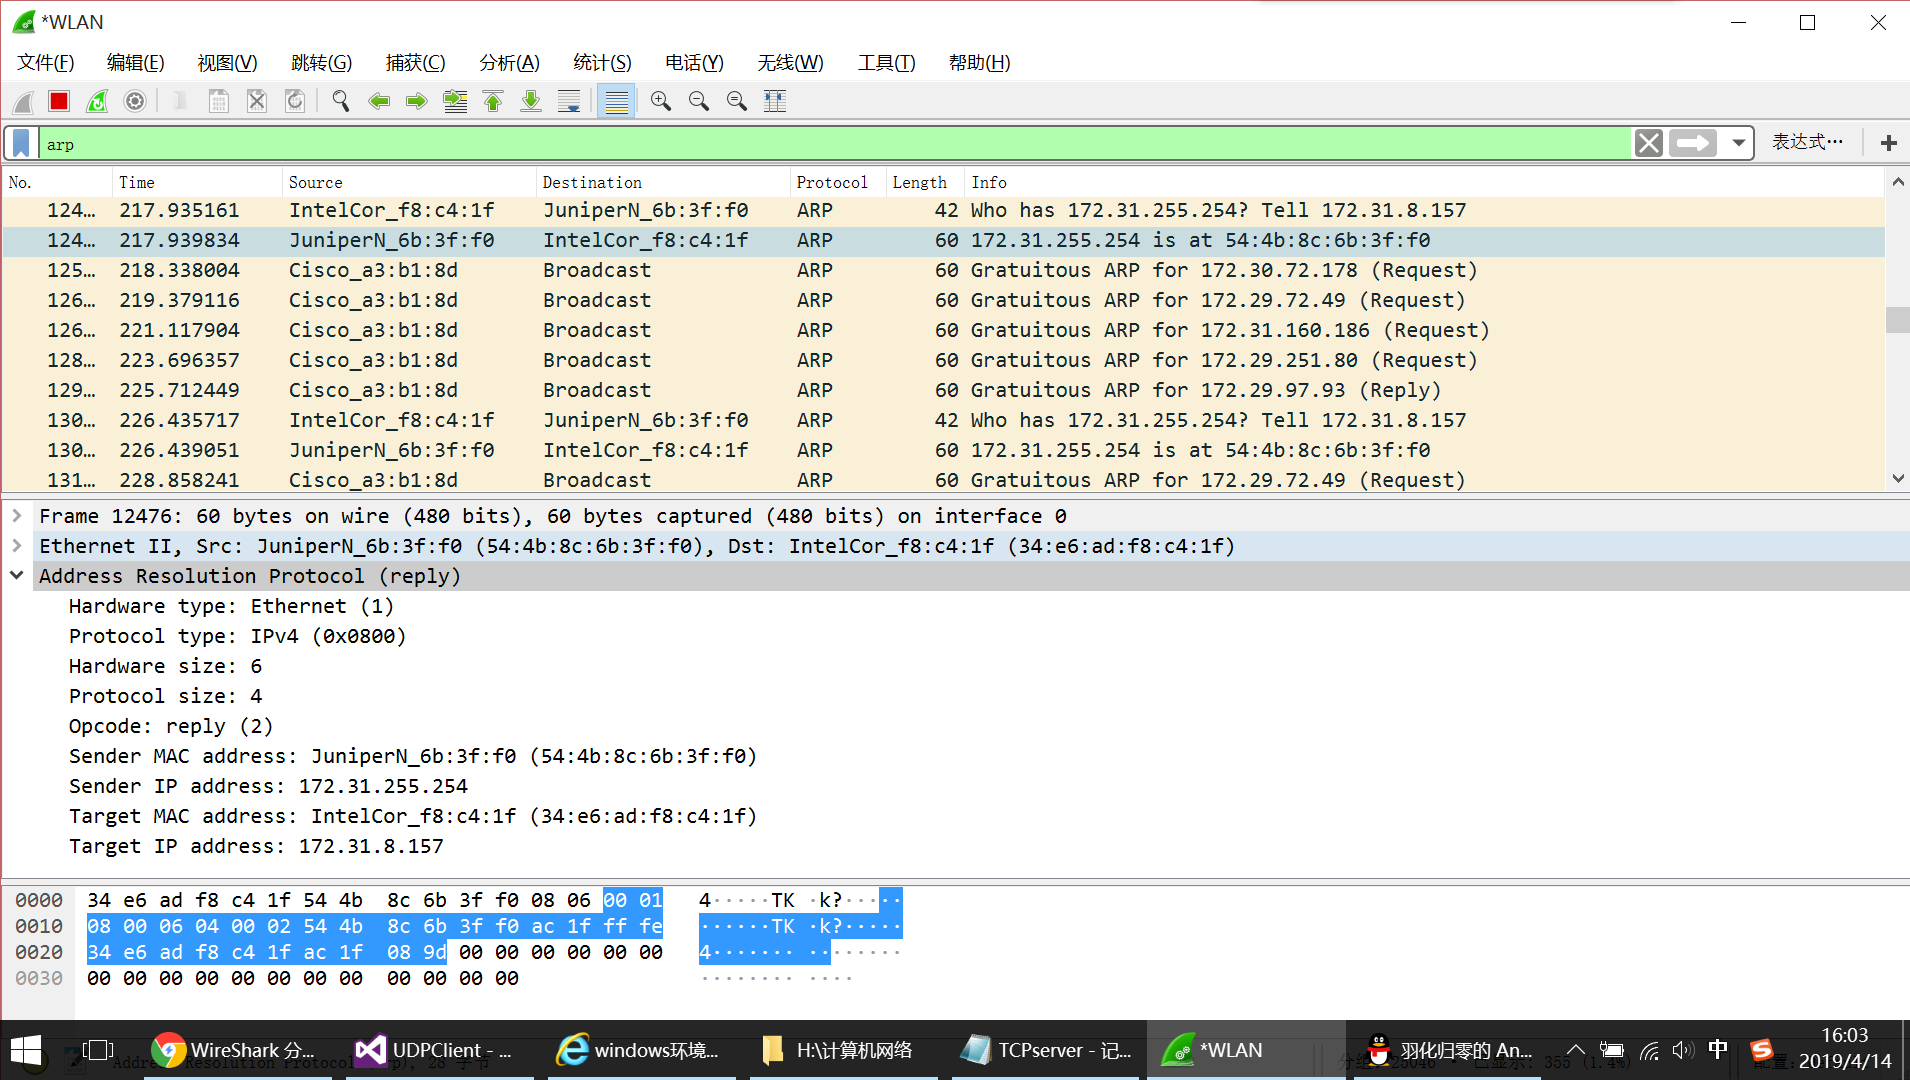 *WLAN
文件(F) 编辑(E) 视图(V) 跳转(G) 捕获(C) 分析(A) 统计(S) 电话(Y) 无线(W) 工具(T) 帮助(H)
arp 表达式…
No. Time Source Destination Protocol Length Info
124… 217.935161 IntelCor_f8:c4:1f JuniperN_6b:3f:f0 ARP 42 Who has 172.31.255.254? Tell 172.31.8.157
124… 217.939834 JuniperN_6b:3f:f0 IntelCor_f8:c4:1f ARP 60 172.31.255.254 is at 54:4b:8c:6b:3f:f0
125… 218.338004 Cisco_a3:b1:8d Broadcast ARP 60 Gratuitous ARP for 172.30.72.178 (Request)
126… 219.379116 Cisco_a3:b1:8d Broadcast ARP 60 Gratuitous ARP for 172.29.72.49 (Request)
126… 221.117904 Cisco_a3:b1:8d Broadcast ARP 60 Gratuitous ARP for 172.31.160.186 (Request)
128… 223.696357 Cisco_a3:b1:8d Broadcast ARP 60 Gratuitous ARP for 172.29.251.80 (Request)
129… 225.712449 Cisco_a3:b1:8d Broadcast ARP 60 Gratuitous ARP for 172.29.97.93 (Reply)
130… 226.435717 IntelCor_f8:c4:1f JuniperN_6b:3f:f0 ARP 42 Who has 172.31.255.254? Tell 172.31.8.157
130… 226.439051 JuniperN_6b:3f:f0 IntelCor_f8:c4:1f ARP 60 172.31.255.254 is at 54:4b:8c:6b:3f:f0
131… 228.858241 Cisco_a3:b1:8d Broadcast ARP 60 Gratuitous ARP for 172.29.72.49 (Request)
Frame 12476: 60 bytes on wire (480 bits), 60 bytes captured (480 bits) on interface 0
Ethernet II, Src: JuniperN_6b:3f:f0 (54:4b:8c:6b:3f:f0), Dst: IntelCor_f8:c4:1f (34:e6:ad:f8:c4:1f)
Address Resolution Protocol (reply)
Hardware type: Ethernet (1)
Protocol type: IPv4 (0x0800)
Hardware size: 6
Protocol size: 4
Opcode: reply (2)
Sender MAC address: JuniperN_6b:3f:f0 (54:4b:8c:6b:3f:f0)
Sender IP address: 172.31.255.254
Target MAC address: IntelCor_f8:c4:1f (34:e6:ad:f8:c4:1f)
Target IP address: 172.31.8.157
0000 34 e6 ad f8 c4 1f 54 4b 8c 6b 3f f0 08 06 00 01 4·····TK ·k?·····
0010 08 00 06 04 00 02 54 4b 8c 6b 3f f0 ac 1f ff fe ······TK ·k?·····
0020 34 e6 ad f8 c4 1f ac 1f 08 9d 00 00 00 00 00 00 4······· ········
0030 00 00 00 00 00 00 00 00 00 00 00 00 ········ ····
WireShark 分... UDPClient - ... windows环境... H:\计算机网络 TCPserver - 记... *WLAN 羽化归零的 An... 中 16:03
2019/4/14